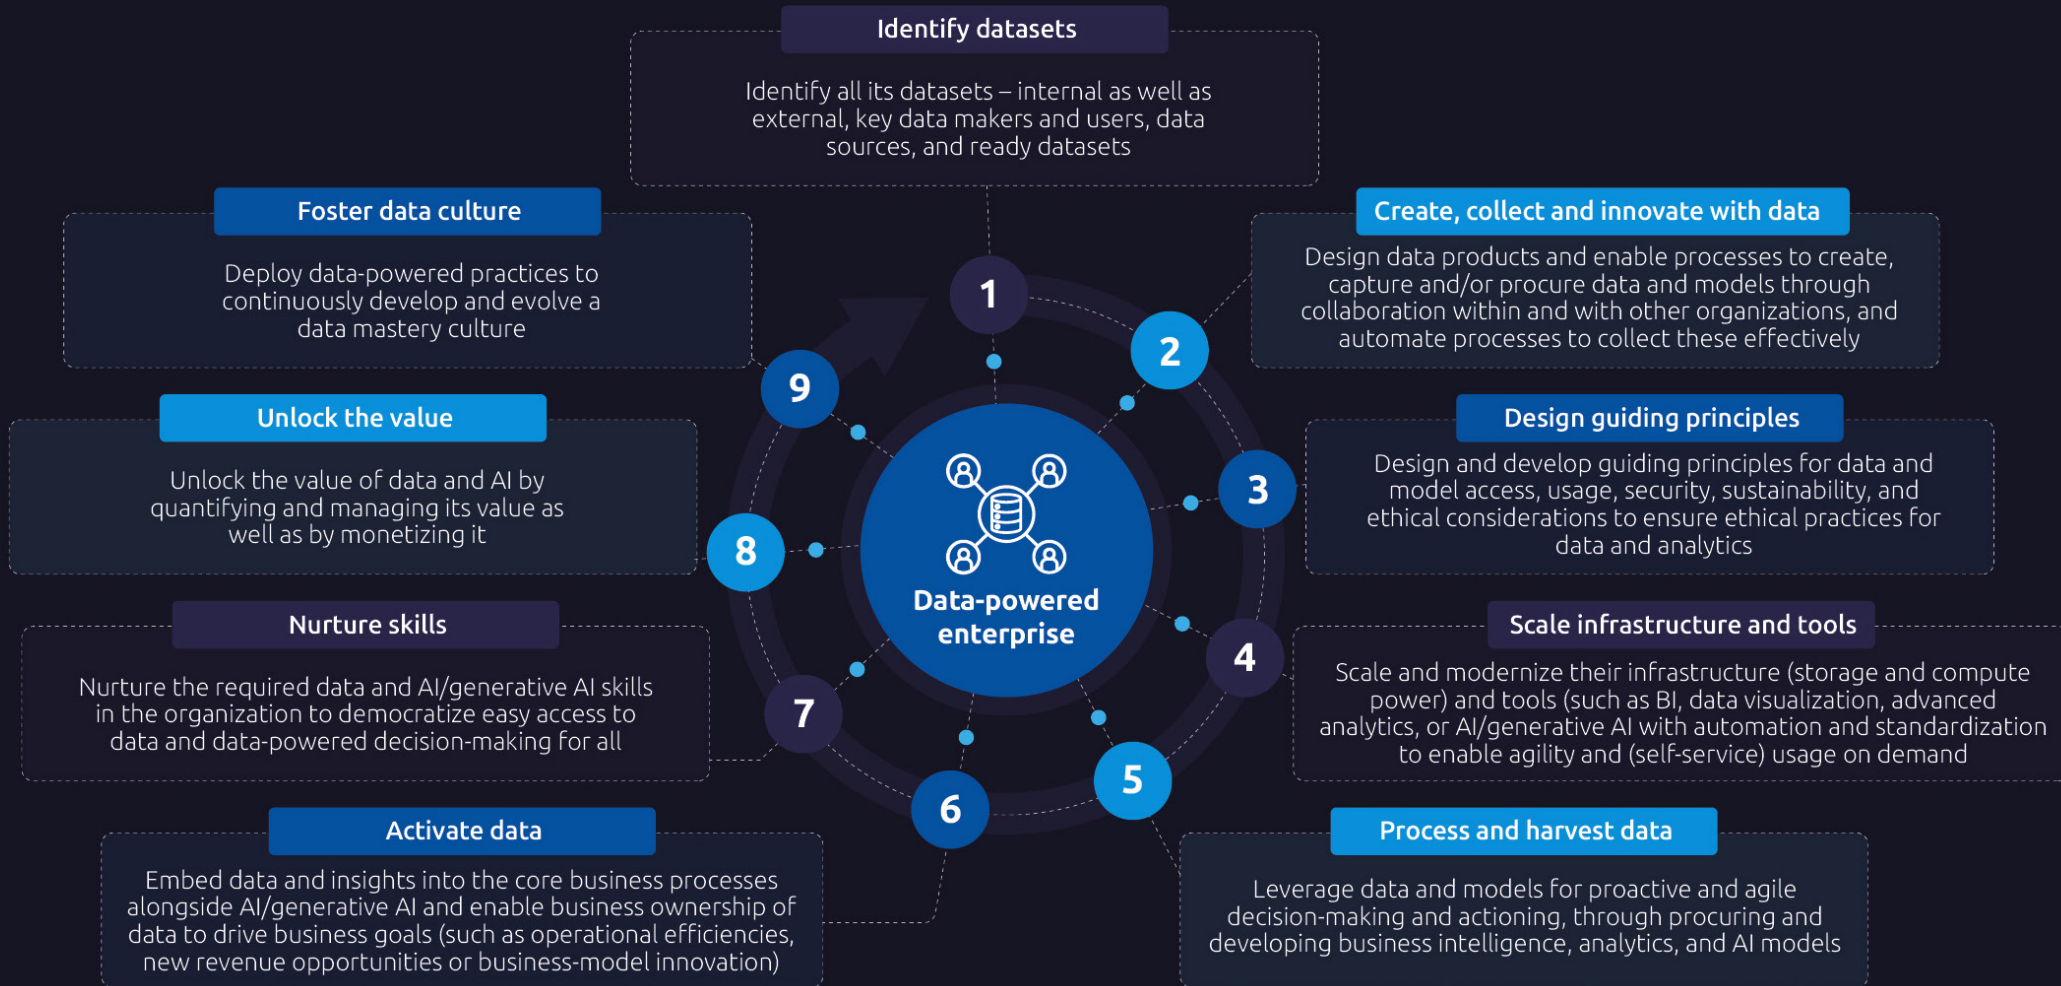 Identify datasets
Identify all its datasets – internal as well as
external, key data makers and users, data
sources, and ready datasets
1
Create, collect and innovate with data
Design data products and enable processes to create,
capture and/or procure data and models through
collaboration within and with other organizations, and
automate processes to collect these effectively
2
Design guiding principles
Design and develop guiding principles for data and
model access, usage, security, sustainability, and
ethical considerations to ensure ethical practices for
data and analytics
3
Scale infrastructure and tools
Scale and modernize their infrastructure (storage and compute
power) and tools (such as BI, data visualization, advanced
analytics, or AI/generative AI with automation and standardization
to enable agility and (self-service) usage on demand
4
Process and harvest data
Leverage data and models for proactive and agile
decision-making and actioning, through procuring and
developing business intelligence, analytics, and AI models
5
Activate data
Embed data and insights into the core business processes
alongside AI/generative AI and enable business ownership of
data to drive business goals (such as operational efficiencies,
new revenue opportunities or business-model innovation)
6
Nurture skills
Nurture the required data and AI/generative AI skills
in the organization to democratize easy access to
data and data-powered decision-making for all
7
Unlock the value
Unlock the value of data and AI by
quantifying and managing its value as
well as by monetizing it
8
Foster data culture
Deploy data-powered practices to
continuously develop and evolve a
data mastery culture
9
Data-powered
enterprise